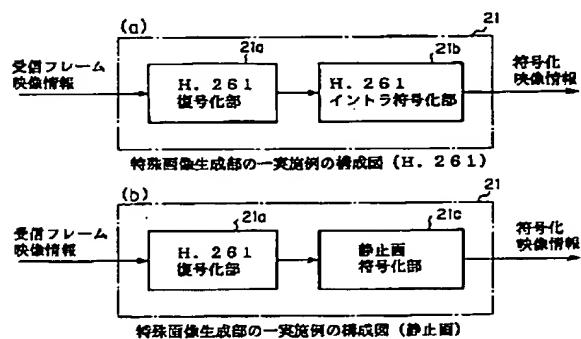 (a)
21
受信フレーム
映像情報
21a
H. 261
復号化部
21b
H. 261
イントラ符号化部
符号化
映像情報
特殊画像生成部の一実施例の構成図 (H. 261)
(b)
21
受信フレーム
映像情報
21a
H. 261
復号化部
21c
静止画
符号化部
符号化
映像情報
特殊画像生成部の一実施例の構成図 (静止画)